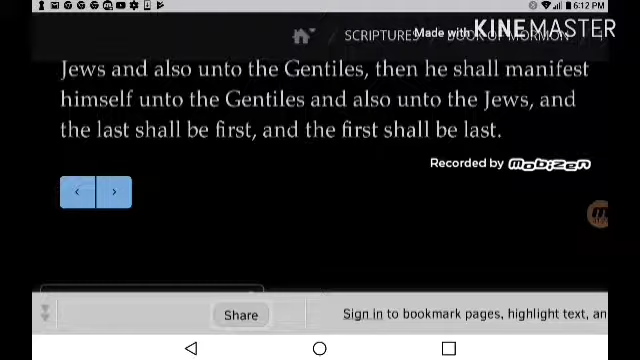 6:12 PM
Made with KINEMASTER
SCRIPTURES / BOOK OF MORMON
Jews and also unto the Gentiles, then he shall manifest
himself unto the Gentiles and also unto the Jews, and
the last shall be first, and the first shall be last.
Recorded by mobizen
< >
Share
Sign in to bookmark pages, highlight text, an